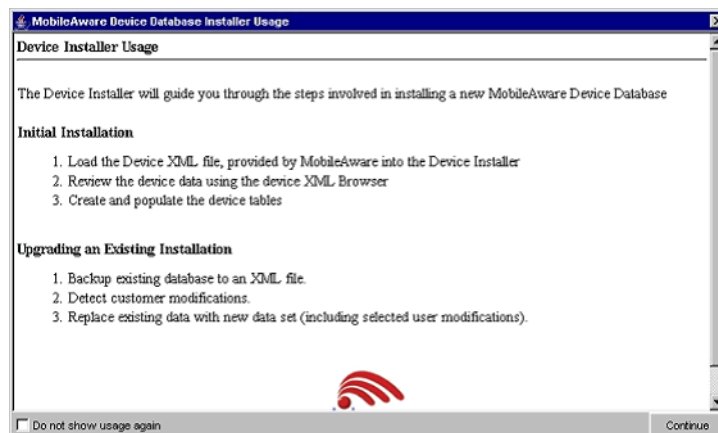 MobileAware Device Database Installer Usage
Device Installer Usage
The Device Installer will guide you through the steps involved in installing a new MobileAware Device Database
Initial Installation
1. Load the Device XML file, provided by MobileAware into the Device Installer
2. Review the device data using the device XML Browser
3. Create and populate the device tables
Upgrading an Existing Installation
1. Backup existing database to an XML file.
2. Detect customer modifications.
3. Replace existing data with new data set (including selected user modifications).
Do not show usage again
Continue